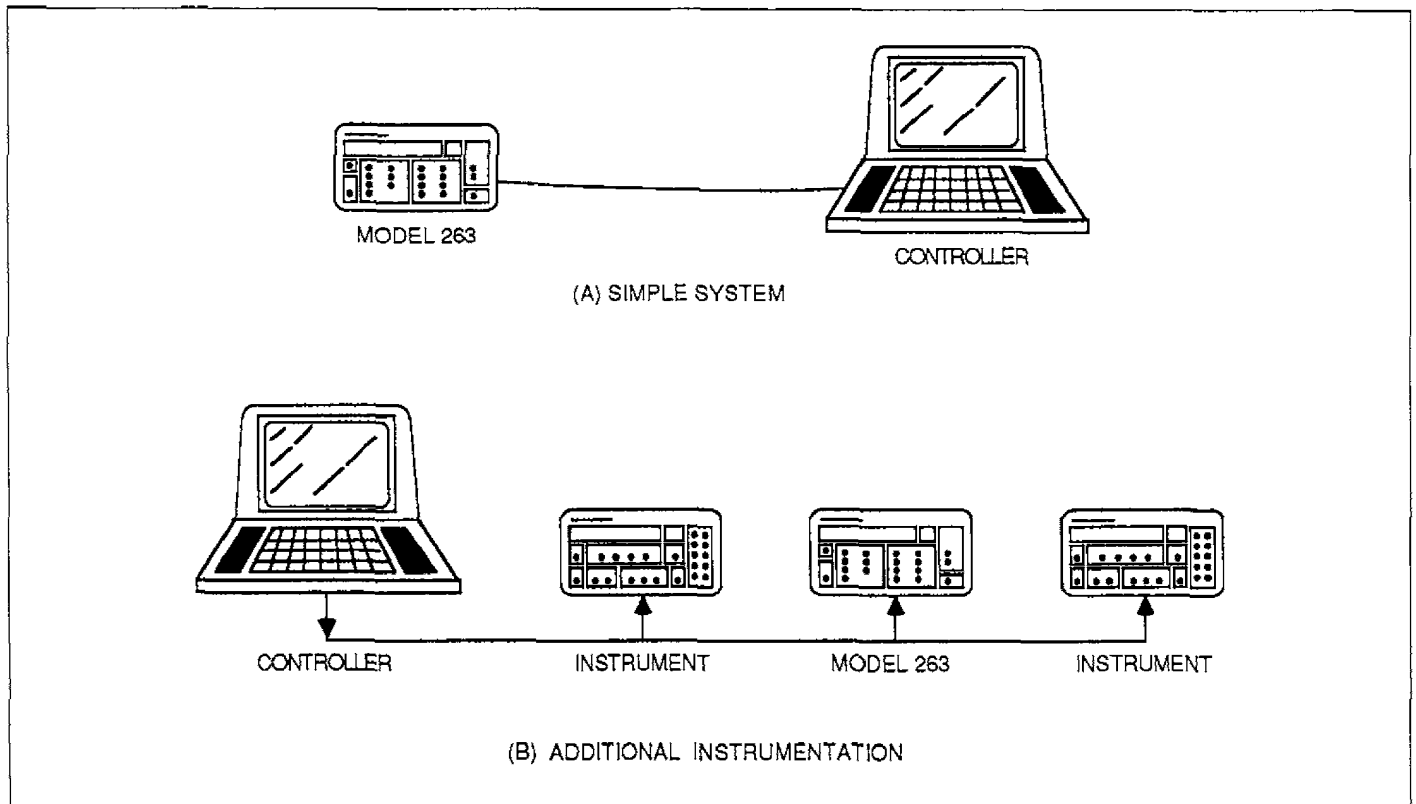 MODEL 263
CONTROLLER
(A) SIMPLE SYSTEM
CONTROLLER
INSTRUMENT
MODEL 263
INSTRUMENT
(B) ADDITIONAL INSTRUMENTATION